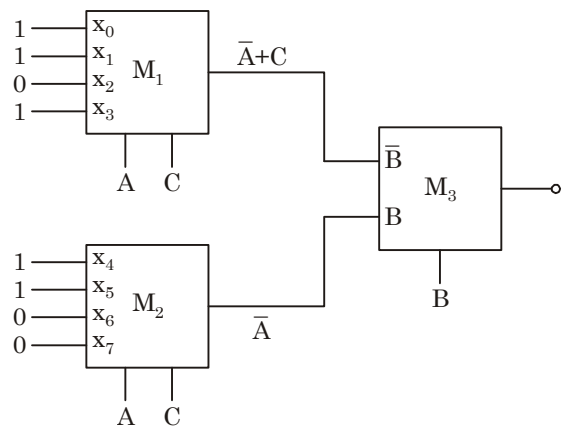 1 x₀
1 x₁
0 x₂
1 x₃
M₁
A C
A̅+C
B̅
B
M₃
B
1 x₄
1 x₅
0 x₆
0 x₇
M₂
A C
A̅